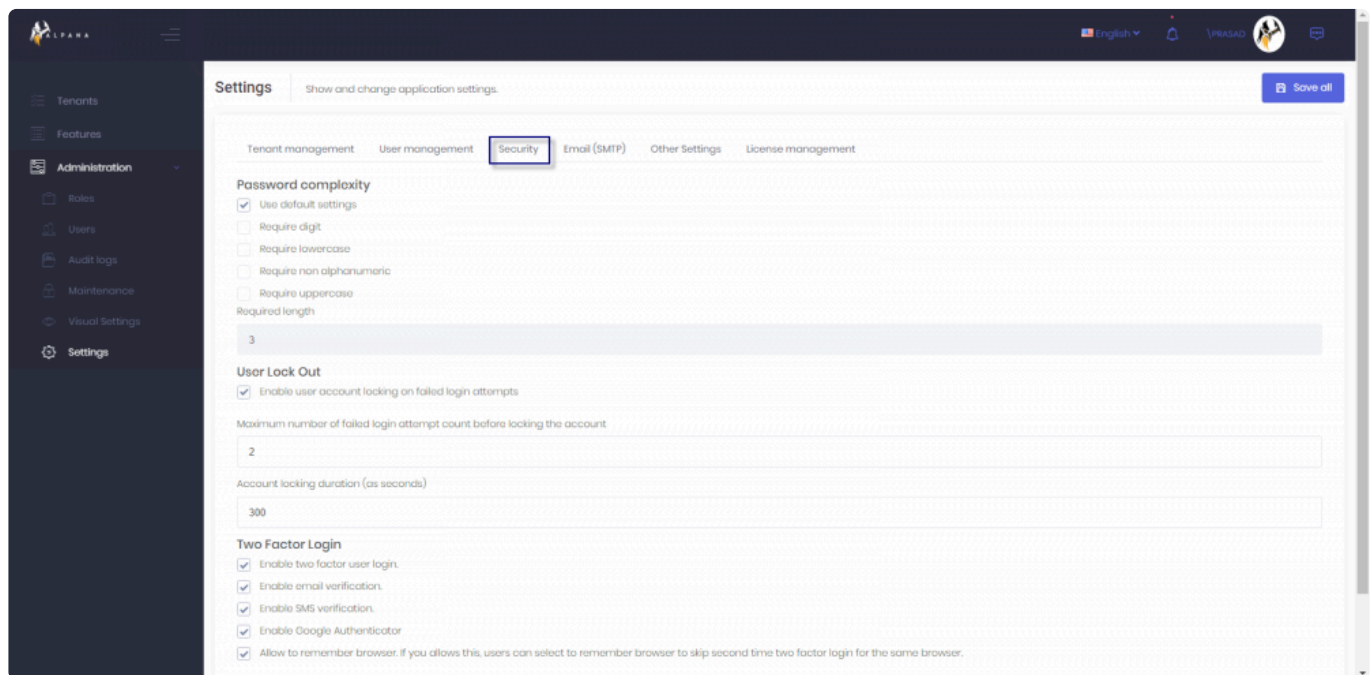 ALPANA
English
\PRASAD
Tenants
Features
Administration
Roles
Users
Audit logs
Maintenance
Visual Settings
Settings
Settings
Show and change application settings.
Save all
Tenant management User management Security Email (SMTP) Other Settings License management
Password complexity
Use default settings
Require digit
Require lowercase
Require non alphanumeric
Require uppercase
Required length
3
User Lock Out
Enable user account locking on failed login attempts
Maximum number of failed login attempt count before locking the account
2
Account locking duration (as seconds)
300
Two Factor Login
Enable two factor user login.
Enable email verification.
Enable SMS verification.
Enable Google Authenticator
Allow to remember browser. If you allows this, users can select to remember browser to skip second time two factor login for the same browser.